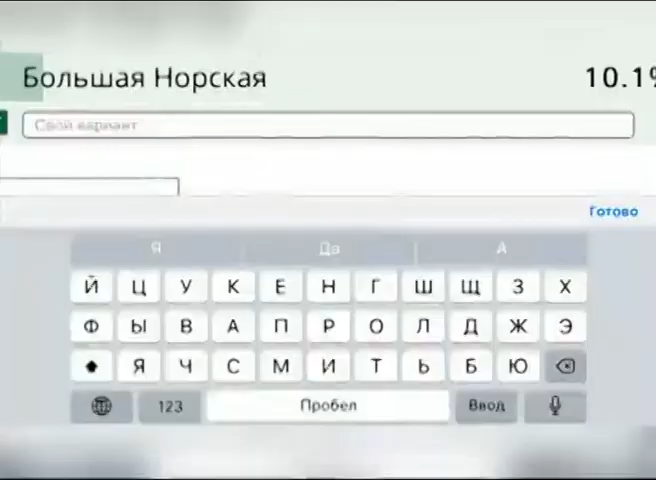 Большая Норская 10.1%
Свой вариант
Готово
Я Да А
Й Ц У К Е Н Г Ш Щ З Х
Ф Ы В А П Р О Л Д Ж Э
Я Ч С М И Т Ь Б Ю
123 Пробел Ввод